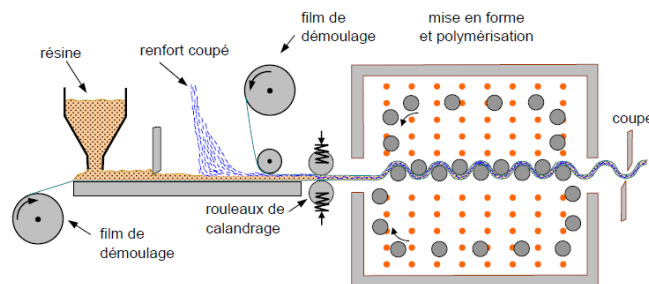 film de
démoulage
mise en forme
et polymérisation
renfort coupé
résine
coupe
rouleaux de
calandrage
film de
démoulage